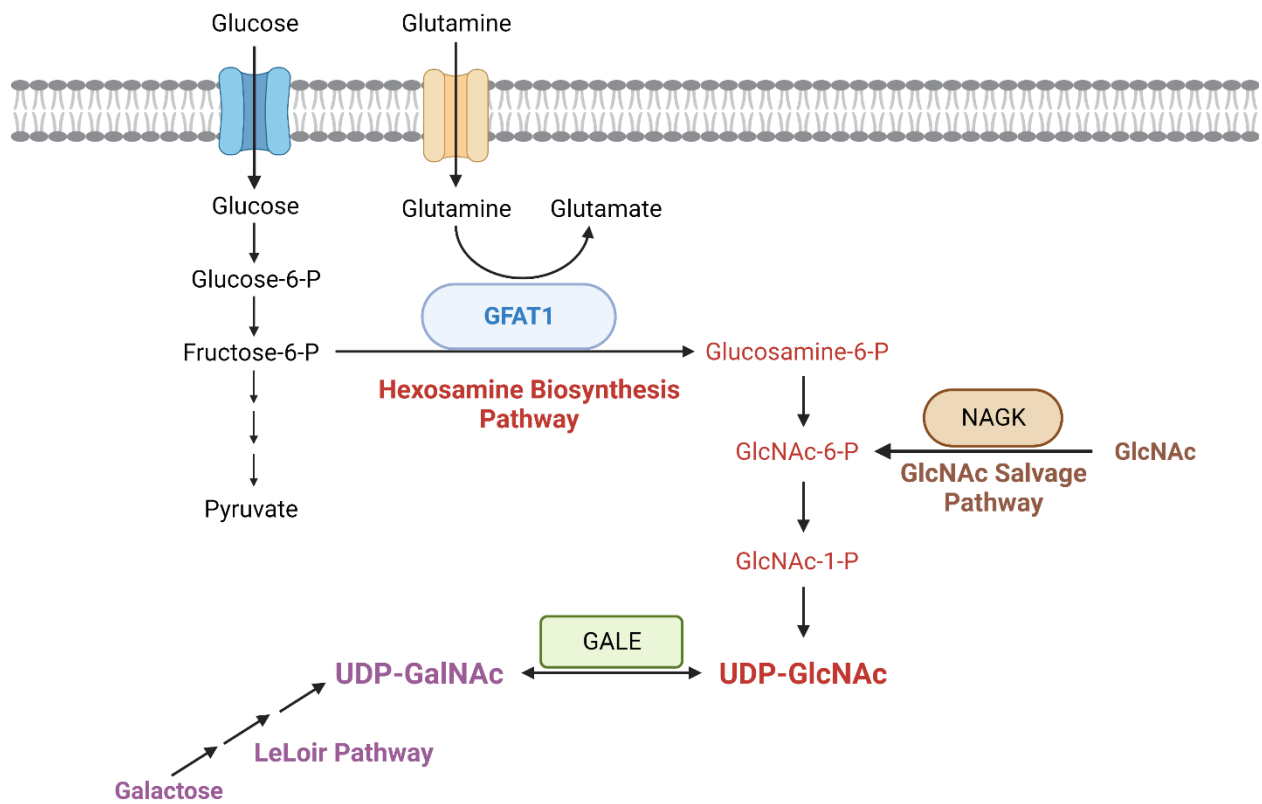 Glucose
Glutamine
Glucose
Glutamine
Glutamate
Glucose-6-P
GFAT1
Fructose-6-P
Glucosamine-6-P
Hexosamine Biosynthesis
Pathway
NAGK
GlcNAc-6-P
GlcNAc
GlcNAc Salvage
Pathway
Pyruvate
GlcNAc-1-P
GALE
UDP-GalNAc
UDP-GlcNAc
LeLoir Pathway
Galactose